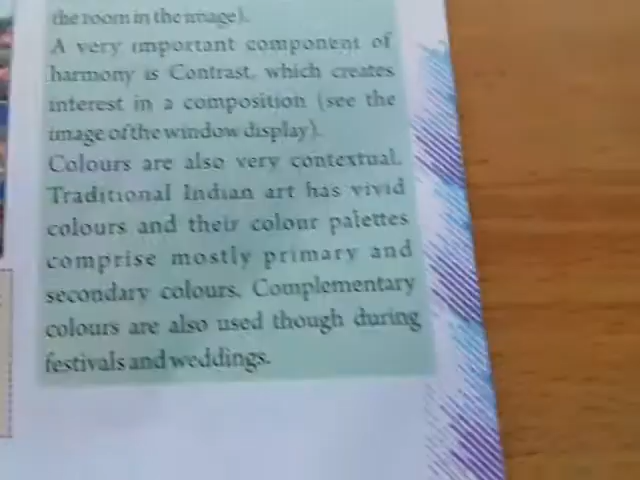 the room in the image).
A very important component of
harmony is Contrast, which creates
interest in a composition (see the
image of the window display).
Colours are also very contextual.
Traditional Indian art has vivid
colours and their colour palettes
comprise mostly primary and
secondary colours. Complementary
colours are also used though during
festivals and weddings.